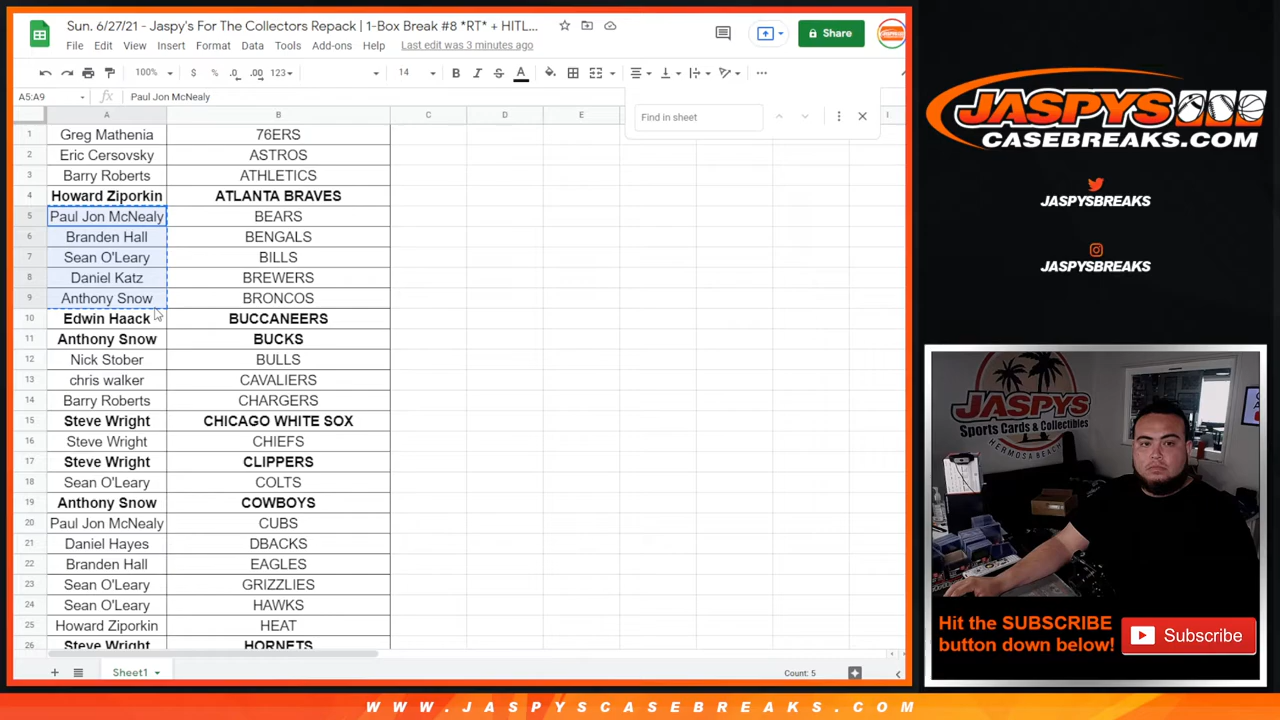 Sun. 6/27/21 - Jaspy's For The Collectors Repack | 1-Box Break #8 *RT* + HITL...
Share
File Edit View Insert Format Data Tools Add-ons Help Last edit was 3 minutes ago
100% $ % .0 .00 123 14 B I S A
A5:A9 fx Paul Jon McNealy
Find in sheet
A B C D E I
1 Greg Mathenia 76ERS
2 Eric Cersovsky ASTROS
3 Barry Roberts ATHLETICS
4 Howard Ziporkin ATLANTA BRAVES
5 Paul Jon McNealy BEARS
6 Branden Hall BENGALS
7 Sean O'Leary BILLS
8 Daniel Katz BREWERS
9 Anthony Snow BRONCOS
10 Edwin Haack BUCCANEERS
11 Anthony Snow BUCKS
12 Nick Stober BULLS
13 chris walker CAVALIERS
14 Barry Roberts CHARGERS
15 Steve Wright CHICAGO WHITE SOX
16 Steve Wright CHIEFS
17 Steve Wright CLIPPERS
18 Sean O'Leary COLTS
19 Anthony Snow COWBOYS
20 Paul Jon McNealy CUBS
21 Daniel Hayes DBACKS
22 Branden Hall EAGLES
23 Sean O'Leary GRIZZLIES
24 Sean O'Leary HAWKS
25 Howard Ziporkin HEAT
26 Steve Wright HORNETS
Sheet1
Count: 5
JASPYS
CASEBREAKS.COM
JASPYSBREAKS
JASPYSBREAKS
JASPYS
Sports Cards & Collectibles
HERMOSA BEACH
Hit the SUBSCRIBE
button down below!
Subscribe
WWW.JASPYSCASEBREAKS.COM